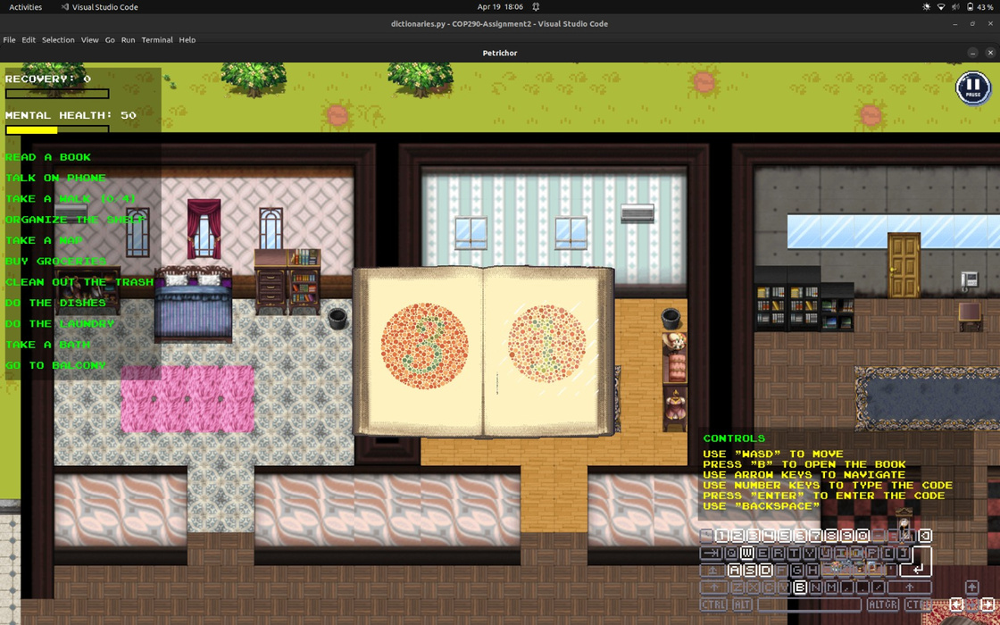 Activities
Visual Studio Code
Apr 19 18:06
43 %
dictionaries.py - COP290-Assignment2 - Visual Studio Code
File Edit Selection View Go Run Terminal Help
Petrichor
RECOVERY: 0
PAUSE
MENTAL HEALTH: 50
READ A BOOK
TALK ON PHONE
TAKE A WALK (0/4)
ORGANIZE THE SHELF
TAKE A NAP
BUY GROCERIES
CLEAN OUT THE TRASH
DO THE DISHES
DO THE LAUNDRY
TAKE A BATH
GO TO BALCONY
3 1
CONTROLS
USE "WASD" TO MOVE
PRESS "B" TO OPEN THE BOOK
USE ARROW KEYS TO NAVIGATE
USE NUMBER KEYS TO TYPE THE CODE
PRESS "ENTER" TO ENTER THE CODE
USE "BACKSPACE"
1 2 3 4 5 6 7 8 9 0
Q W E R T Y U I O P
A S D F G H
Z X C V B N M , .
CTRL ALT ALTGR